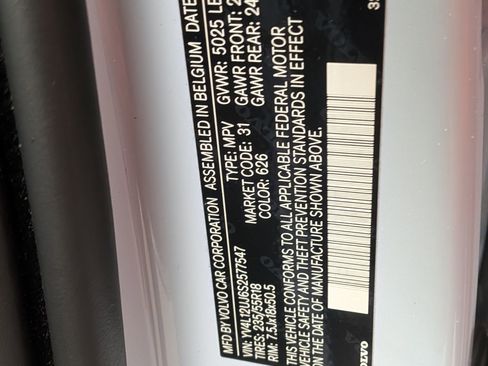 MFD BY VOLVO CAR CORPORATION ASSEMBLED IN BELGIUM DATE
VIN: YV4L12UJ6S2577547 TYPE: MPV GVWR: 5025 LB
TIRES: 235/55R18 MARKET CODE: 31 GAWR FRONT: 2
RIM: 7.5Jx18x50.5 COLOR: 626 GAWR REAR: 24
THIS VEHICLE CONFORMS TO ALL APPLICABLE FEDERAL MOTOR
VEHICLE SAFETY AND THEFT PREVENTION STANDARDS IN EFFECT
ON THE DATE OF MANUFACTURE SHOWN ABOVE.
VOLVO